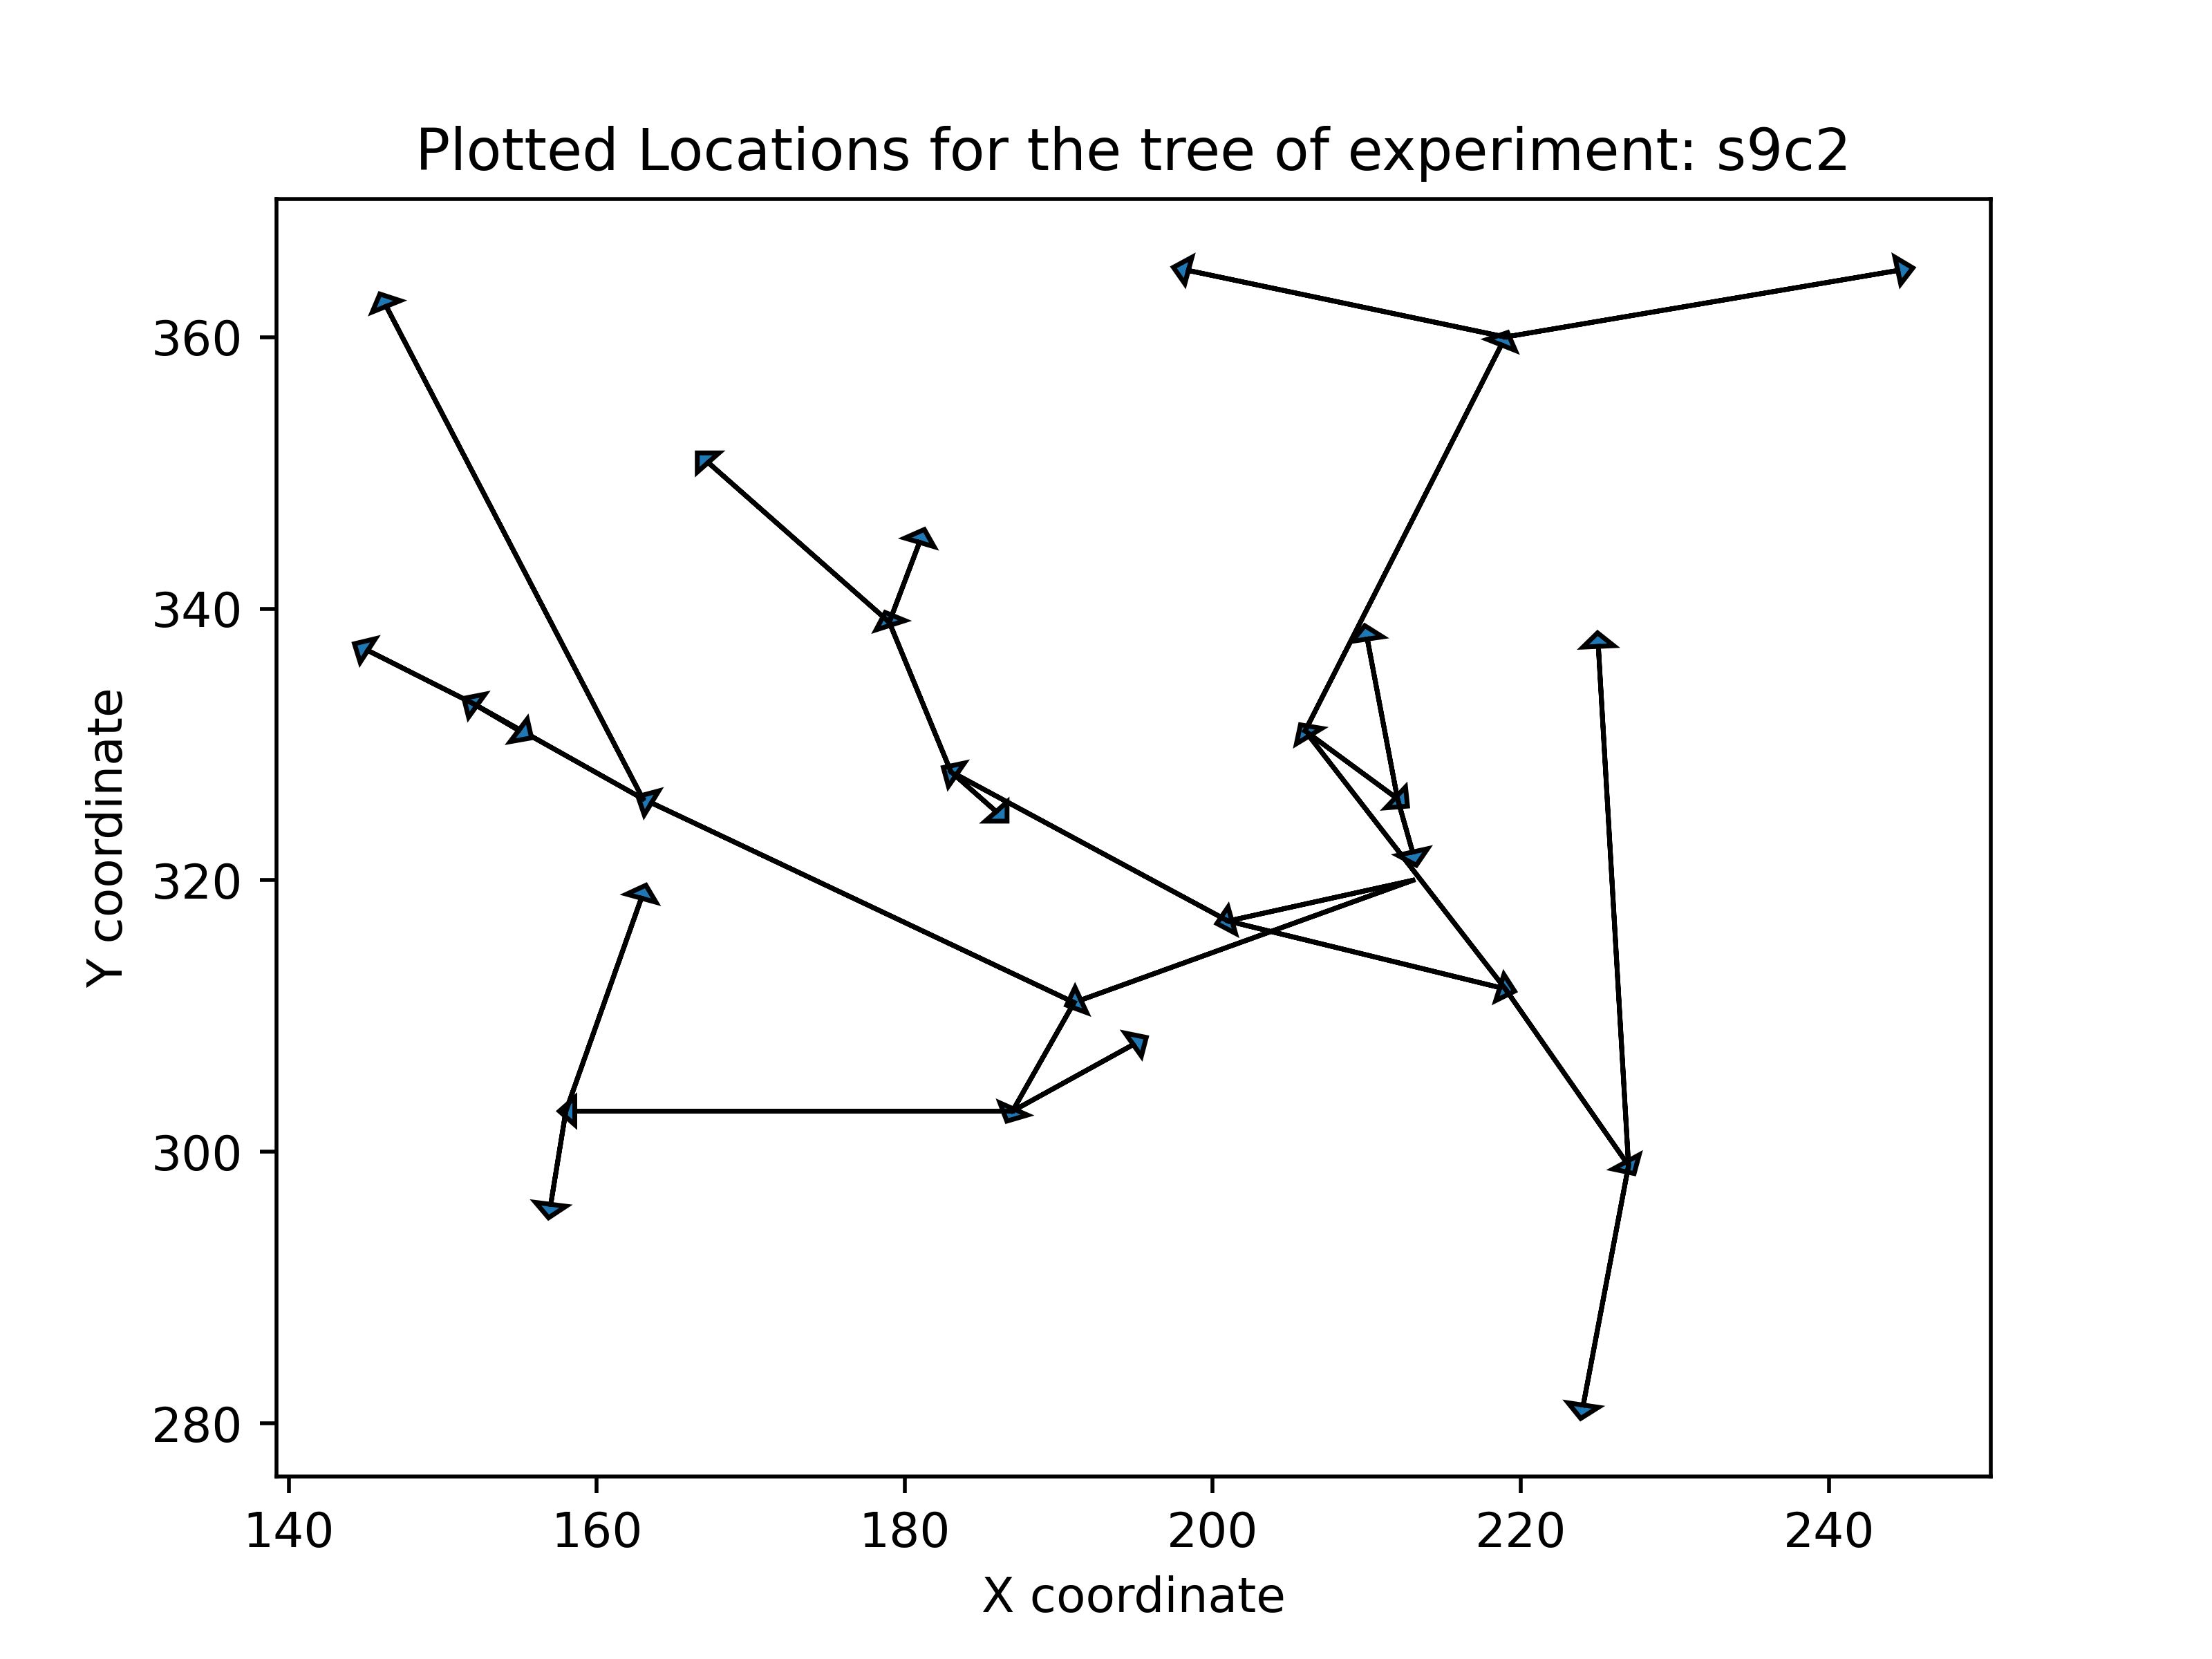 Plotted Locations for the tree of experiment: s9c2
360
340
320
300
280
Y coordinate
140 160 180 200 220 240
X coordinate